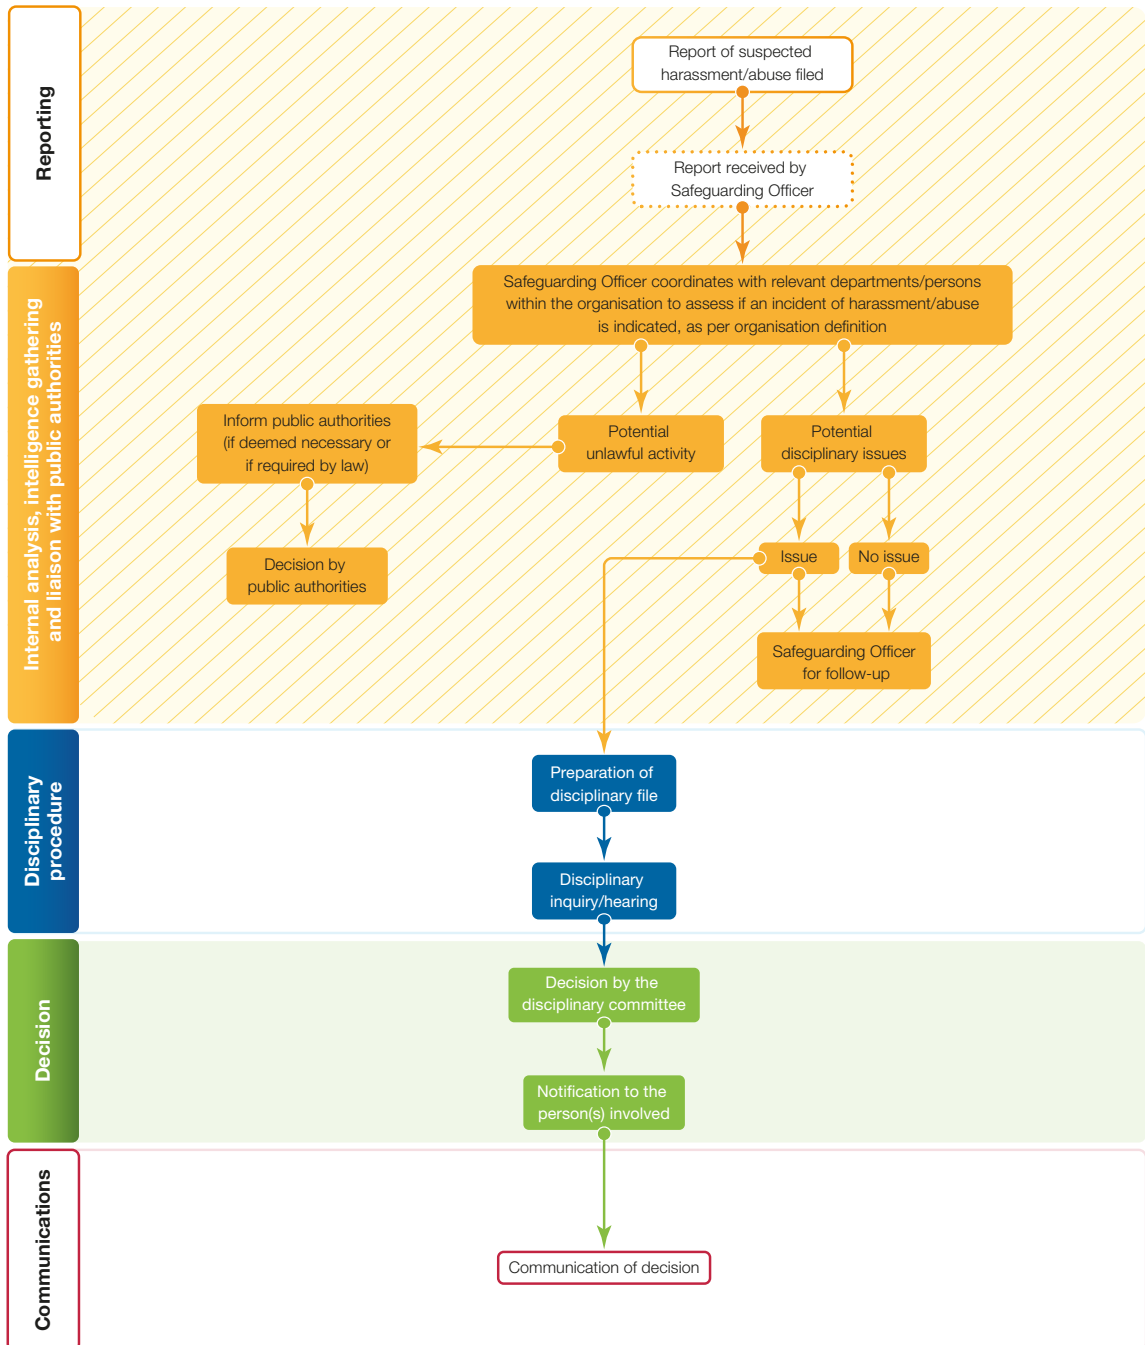 Reporting
Report of suspected
harassment/abuse filed
Report received by
Safeguarding Officer
Internal analysis, intelligence gathering
and liaison with public authorities
Safeguarding Officer coordinates with relevant departments/persons
within the organisation to assess if an incident of harassment/abuse
is indicated, as per organisation definition
Inform public authorities
(if deemed necessary or
if required by law)
Potential
unlawful activity
Potential
disciplinary issues
Decision by
public authorities
Issue
No issue
Safeguarding Officer
for follow-up
Disciplinary
procedure
Preparation of
disciplinary file
Disciplinary
inquiry/hearing
Decision
Decision by the
disciplinary committee
Notification to the
person(s) involved
Communications
Communication of decision